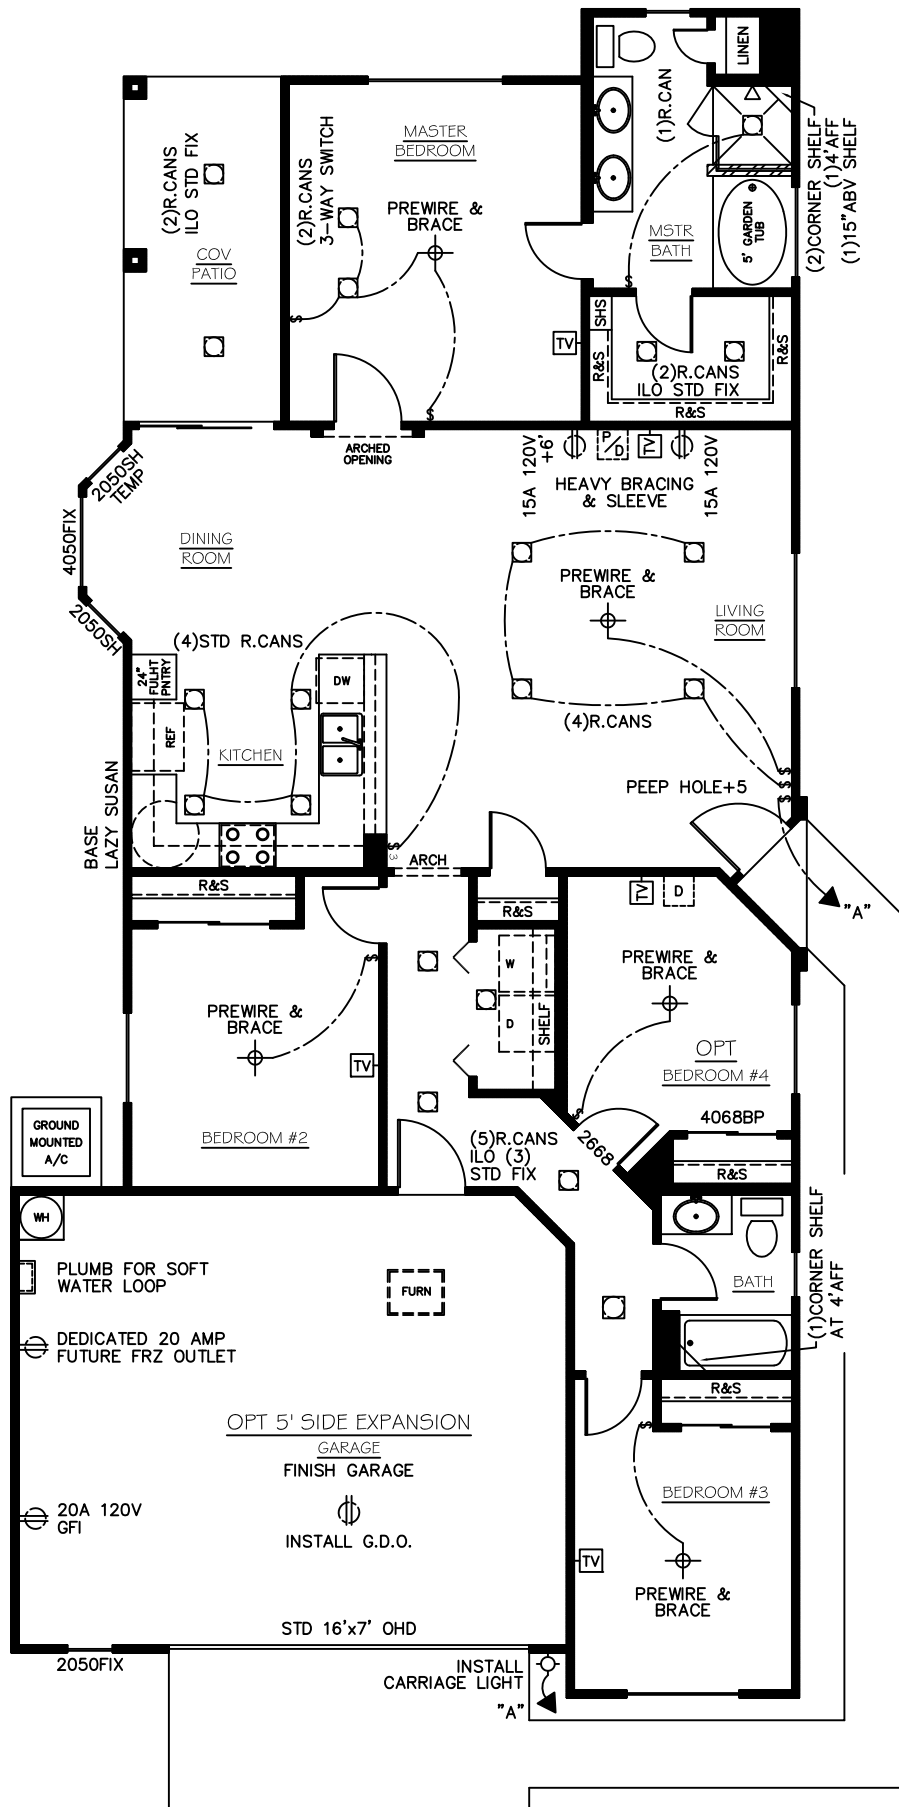 LINEN
(1)R.CAN
(2)CORNER SHELF
(1)4'AFF
(1)15"ABV SHELF
MASTER
BEDROOM
(2)R.CANS
3-WAY SWITCH
(2)R.CANS
ILO STD FIX
PREWIRE &
BRACE
COV
PATIO
MSTR
BATH
5' GARDEN
TUB
S
S
S
SHS
TV
R&S
R&S
(2)R.CANS
ILO STD FIX
R&S
ARCHED
OPENING
15A 120V
+6'
P/D
TV
15A 120V
HEAVY BRACING
& SLEEVE
2050SH
TEMP
4050FIX
2050SH
DINING
ROOM
PREWIRE &
BRACE
LIVING
ROOM
(4)STD R.CANS
24"
FULHT
PNTRY
DW
REF
KITCHEN
(4)R.CANS
BASE
LAZY SUSAN
PEEP HOLE+5
S
S
S
S
3
ARCH
R&S
R&S
TV
D
"A"
S
W
D
SHELF
PREWIRE &
BRACE
PREWIRE &
BRACE
TV
OPT
BEDROOM #4
S
4068BP
2668
R&S
GROUND
MOUNTED
A/C
BEDROOM #2
(5)R.CANS
ILO (3)
STD FIX
WH
PLUMB FOR SOFT
WATER LOOP
FURN
BATH
(1)CORNER SHELF
AT 4'AFF
DEDICATED 20 AMP
FUTURE FRZ OUTLET
R&S
OPT 5' SIDE EXPANSION
GARAGE
FINISH GARAGE
S
BEDROOM #3
20A 120V
GFI
INSTALL G.D.O.
TV
PREWIRE &
BRACE
STD 16'x7' OHD
2050FIX
INSTALL
CARRIAGE LIGHT
"A"